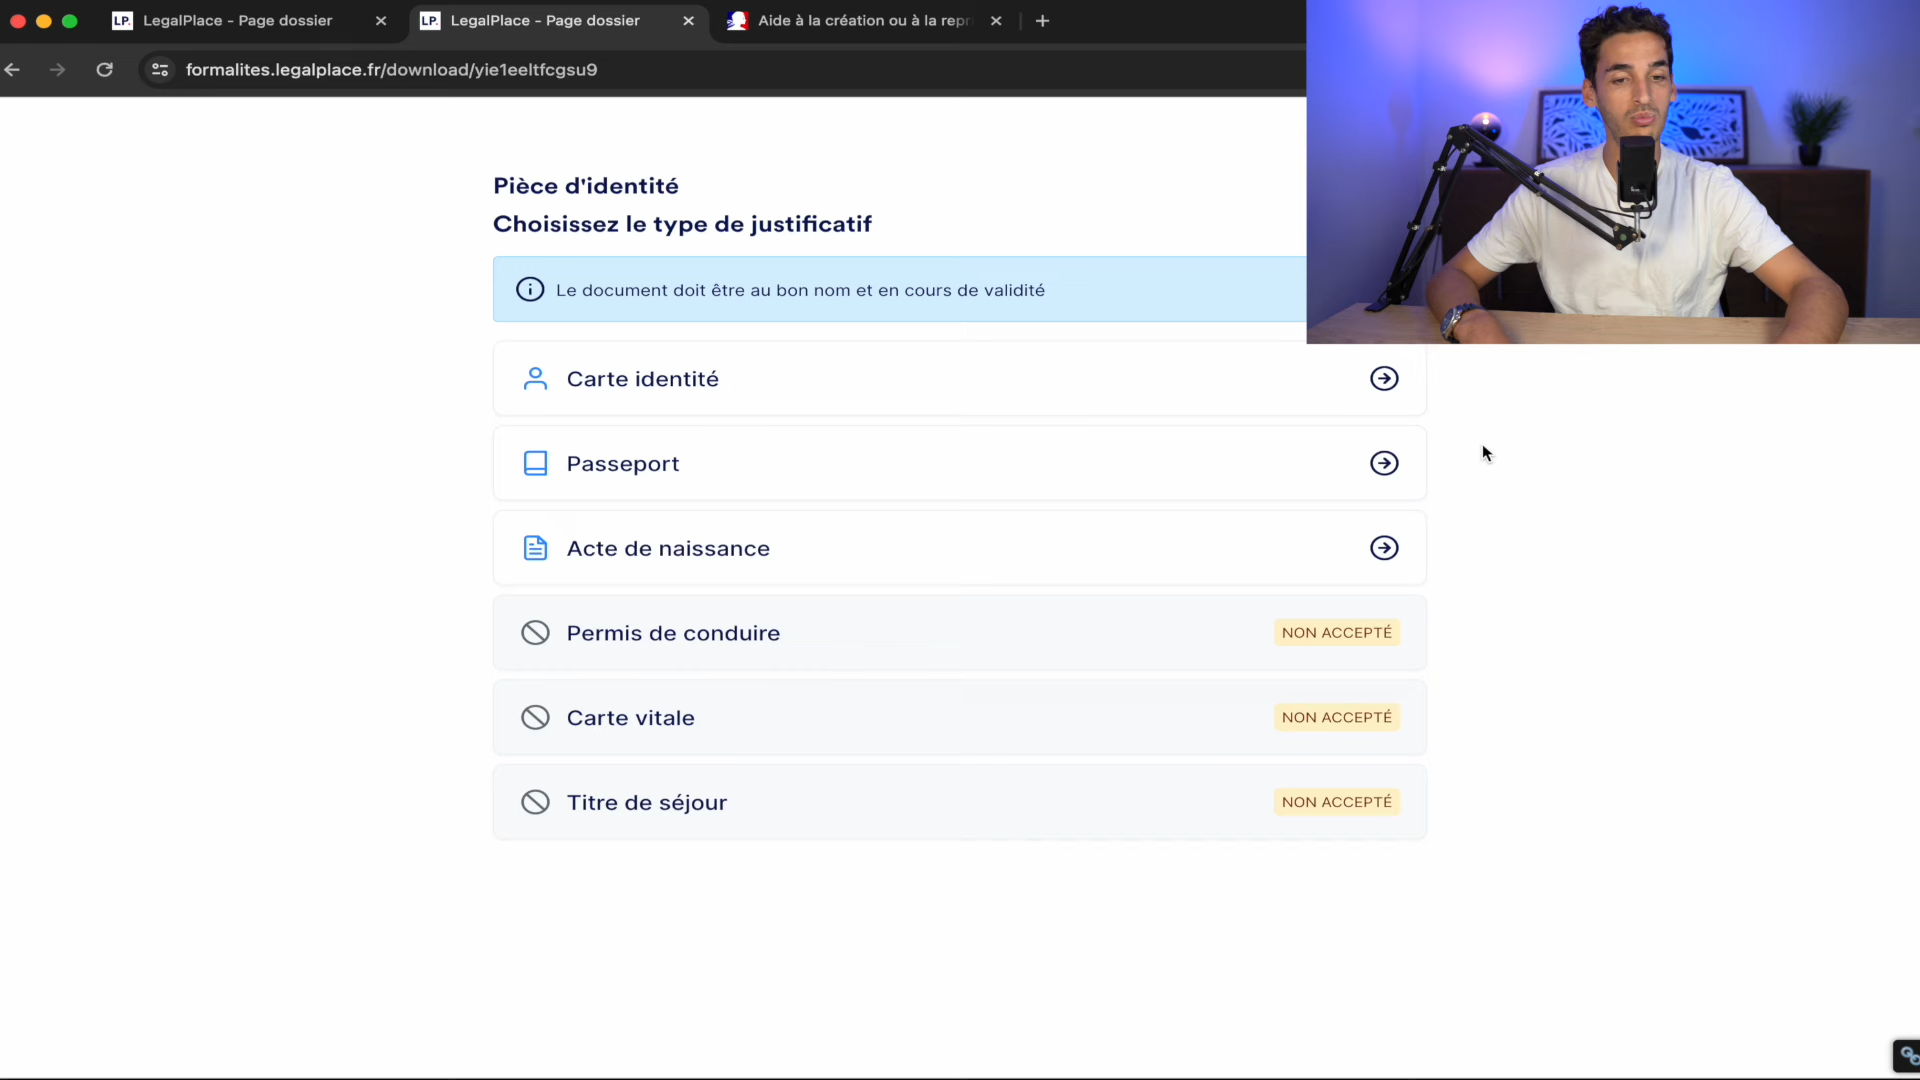 LP. LegalPlace - Page dossier
LP. LegalPlace - Page dossier
Aide à la création ou à la repr
formalites.legalplace.fr/download/yie1eeltfcgsu9
Pièce d'identité
Choisissez le type de justificatif
Le document doit être au bon nom et en cours de validité
Carte identité
Passeport
Acte de naissance
Permis de conduire NON ACCEPTÉ
Carte vitale NON ACCEPTÉ
Titre de séjour NON ACCEPTÉ